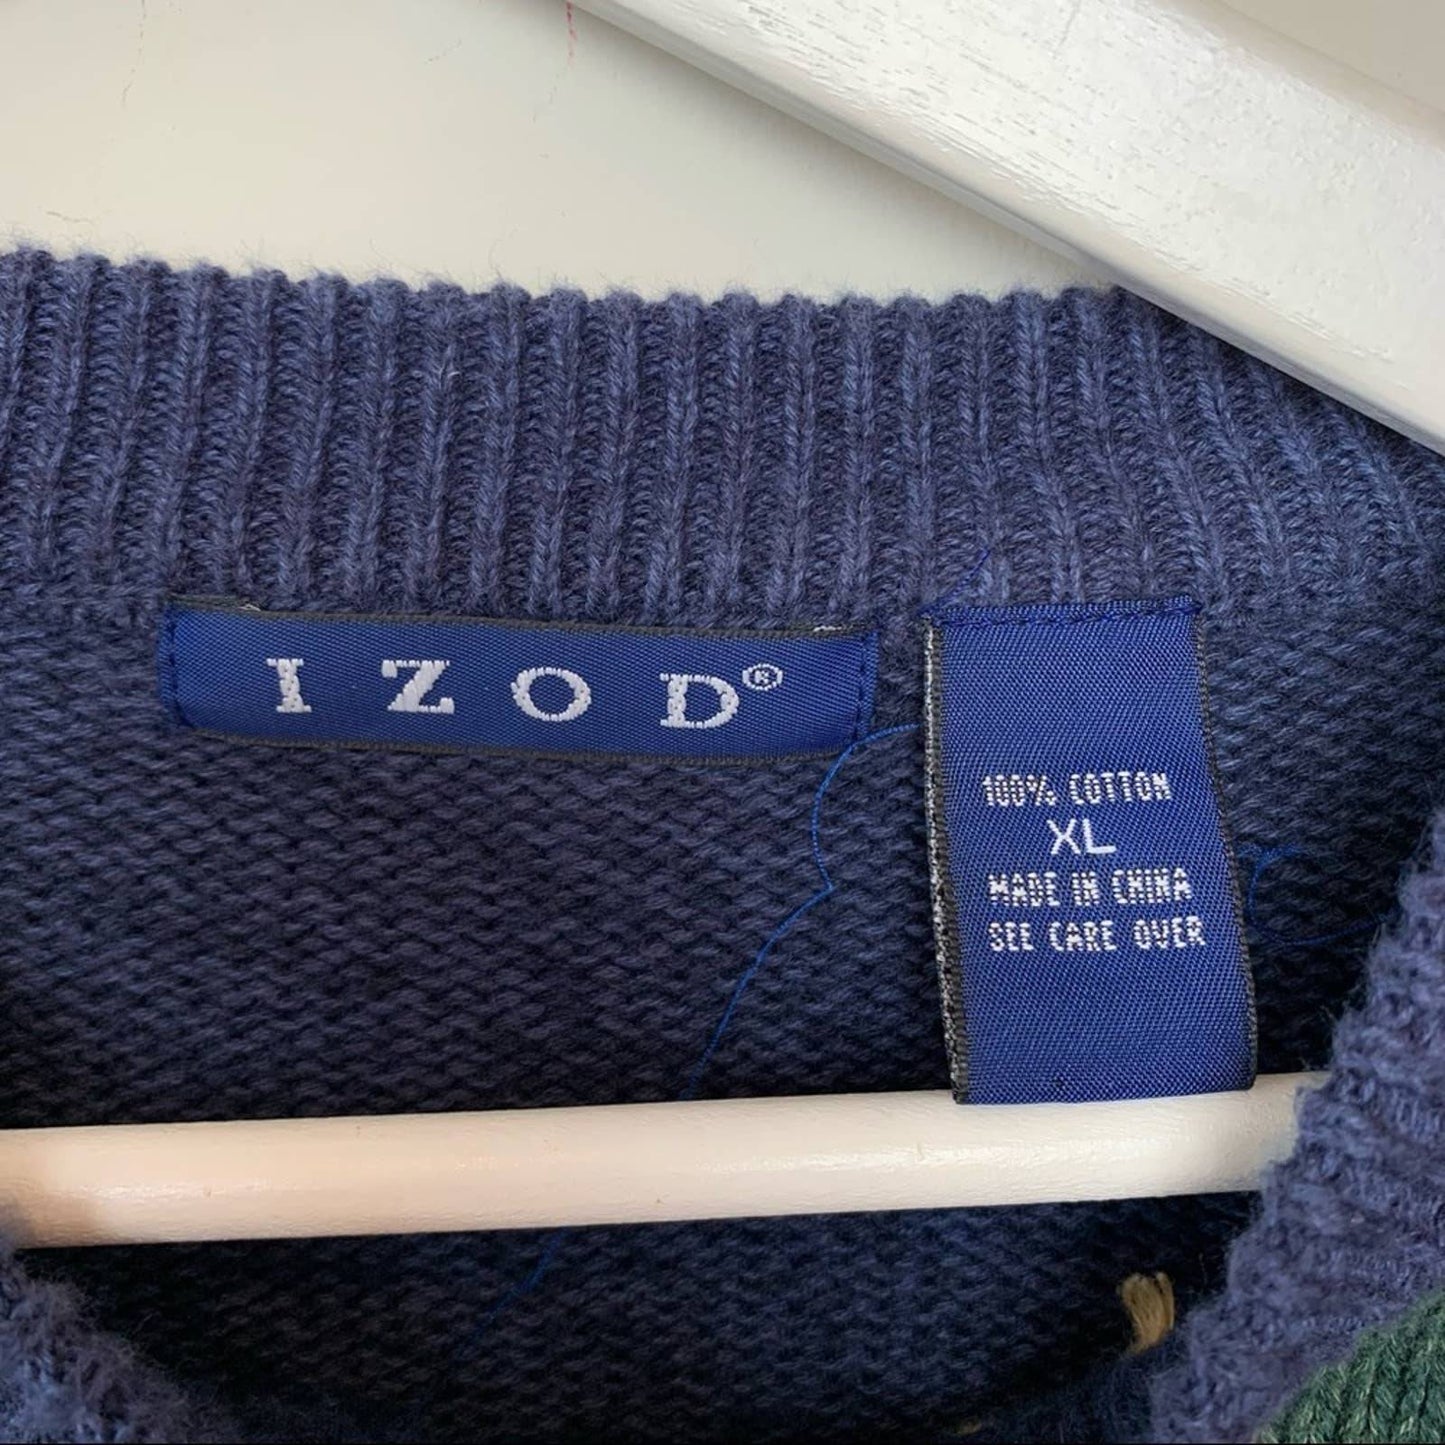 IZOD®
100% COTTON
XL
MADE IN CHINA
SEE CARE OVER